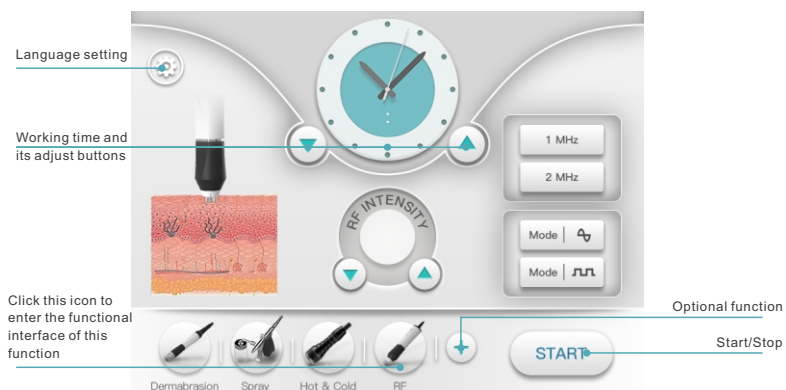 Language setting
Working time and
its adjust buttons
1 MHz
2 MHz
RF INTENSITY
Mode
Mode
Click this icon to
enter the functional
interface of this
function
Optional function
Start/Stop
START
Dermabrasion
Spray
Hot & Cold
RF